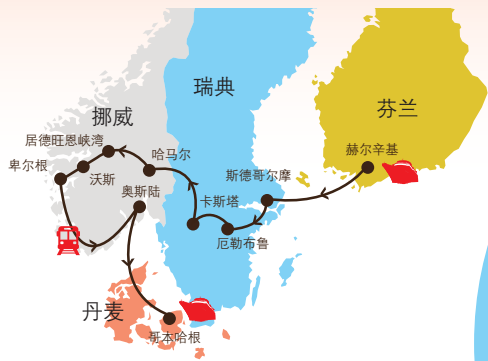 瑞典
芬兰
挪威
居德旺恩峡湾
哈马尔
赫尔辛基
卑尔根
沃斯
斯德哥尔摩
奥斯陆
卡斯塔
厄勒布鲁
丹麦
哥本哈根